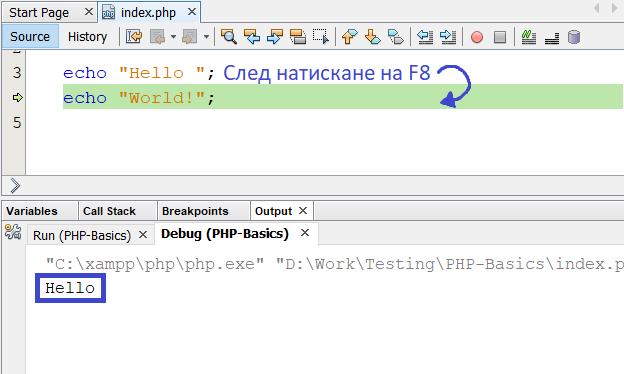 Start Page index.php
Source History
2
3 echo "Hello "; След натискане на F8
echo "World!";
5
Variables Call Stack Breakpoints Output
Run (PHP-Basics) Debug (PHP-Basics)
"C:\xampp\php\php.exe" "D:\Work\Testing\PHP-Basics\index.p
Hello